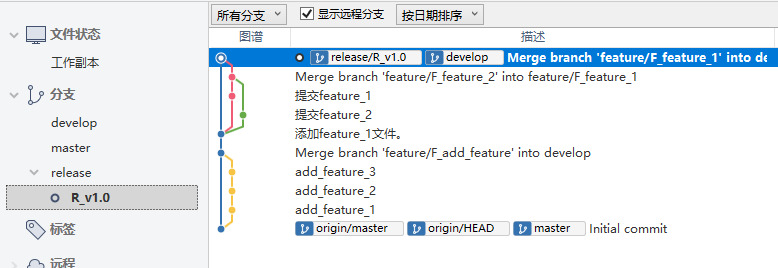 所有分支 显示远程分支 按日期排序
图谱 描述
文件状态
工作副本
分支
develop
master
release
R_v1.0
标签
远程
release/R_v1.0 develop Merge branch 'feature/F_feature_1' into de
Merge branch 'feature/F_feature_2' into feature/F_feature_1
提交feature_1
提交feature_2
添加feature_1文件。
Merge branch 'feature/F_add_feature' into develop
add_feature_3
add_feature_2
add_feature_1
origin/master origin/HEAD master Initial commit